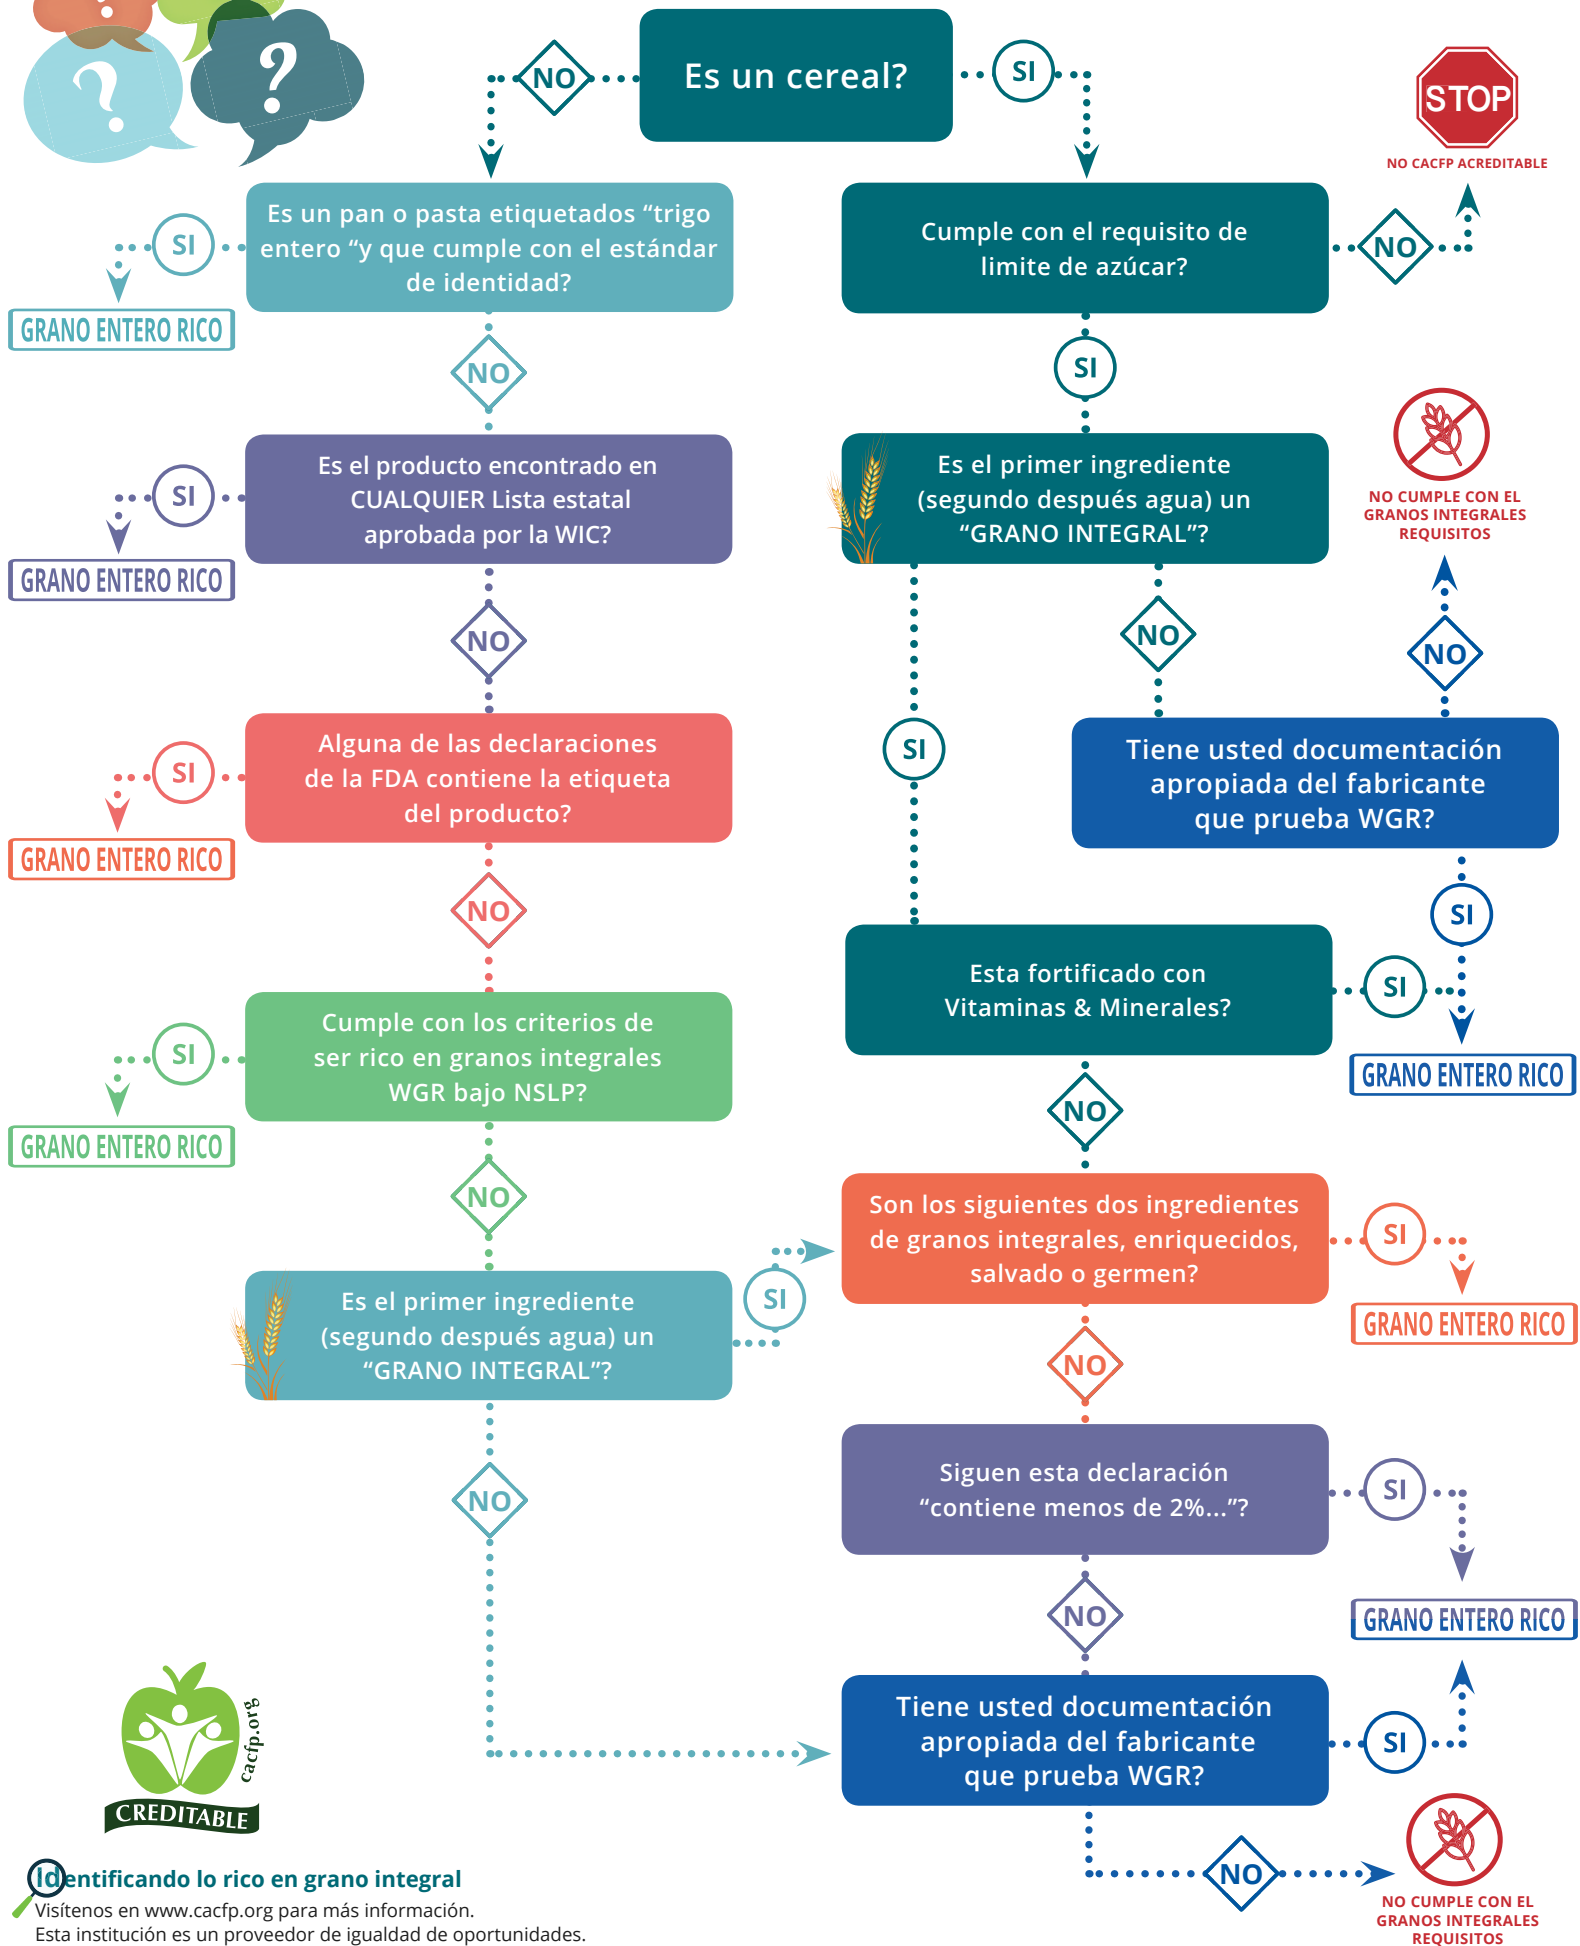 Es un cereal?
NO
SI
STOP
NO CACFP ACREDITABLE
Es un pan o pasta etiquetados “trigo
entero “y que cumple con el estándar
de identidad?
SI
GRANO ENTERO RICO
NO
Cumple con el requisito de
limite de azúcar?
NO
SI
Es el producto encontrado en
CUALQUIER Lista estatal
aprobada por la WIC?
SI
GRANO ENTERO RICO
NO
Es el primer ingrediente
(segundo después agua) un
“GRANO INTEGRAL”?
NO
SI
NO CUMPLE CON EL
GRANOS INTEGRALES
REQUISITOS
NO
Alguna de las declaraciones
de la FDA contiene la etiqueta
del producto?
SI
GRANO ENTERO RICO
NO
Tiene usted documentación
apropiada del fabricante
que prueba WGR?
SI
Esta fortificado con
Vitaminas & Minerales?
SI
GRANO ENTERO RICO
NO
Cumple con los criterios de
ser rico en granos integrales
WGR bajo NSLP?
SI
GRANO ENTERO RICO
NO
Es el primer ingrediente
(segundo después agua) un
“GRANO INTEGRAL”?
SI
NO
Son los siguientes dos ingredientes
de granos integrales, enriquecidos,
salvado o germen?
SI
GRANO ENTERO RICO
NO
Siguen esta declaración
“contiene menos de 2%...”?
SI
GRANO ENTERO RICO
NO
Tiene usted documentación
apropiada del fabricante
que prueba WGR?
SI
NO
NO CUMPLE CON EL
GRANOS INTEGRALES
REQUISITOS
cacfp.org
CREDITABLE
Identificando lo rico en grano integral
Visítenos en www.cacfp.org para más información.
Esta institución es un proveedor de igualdad de oportunidades.
? ? ?